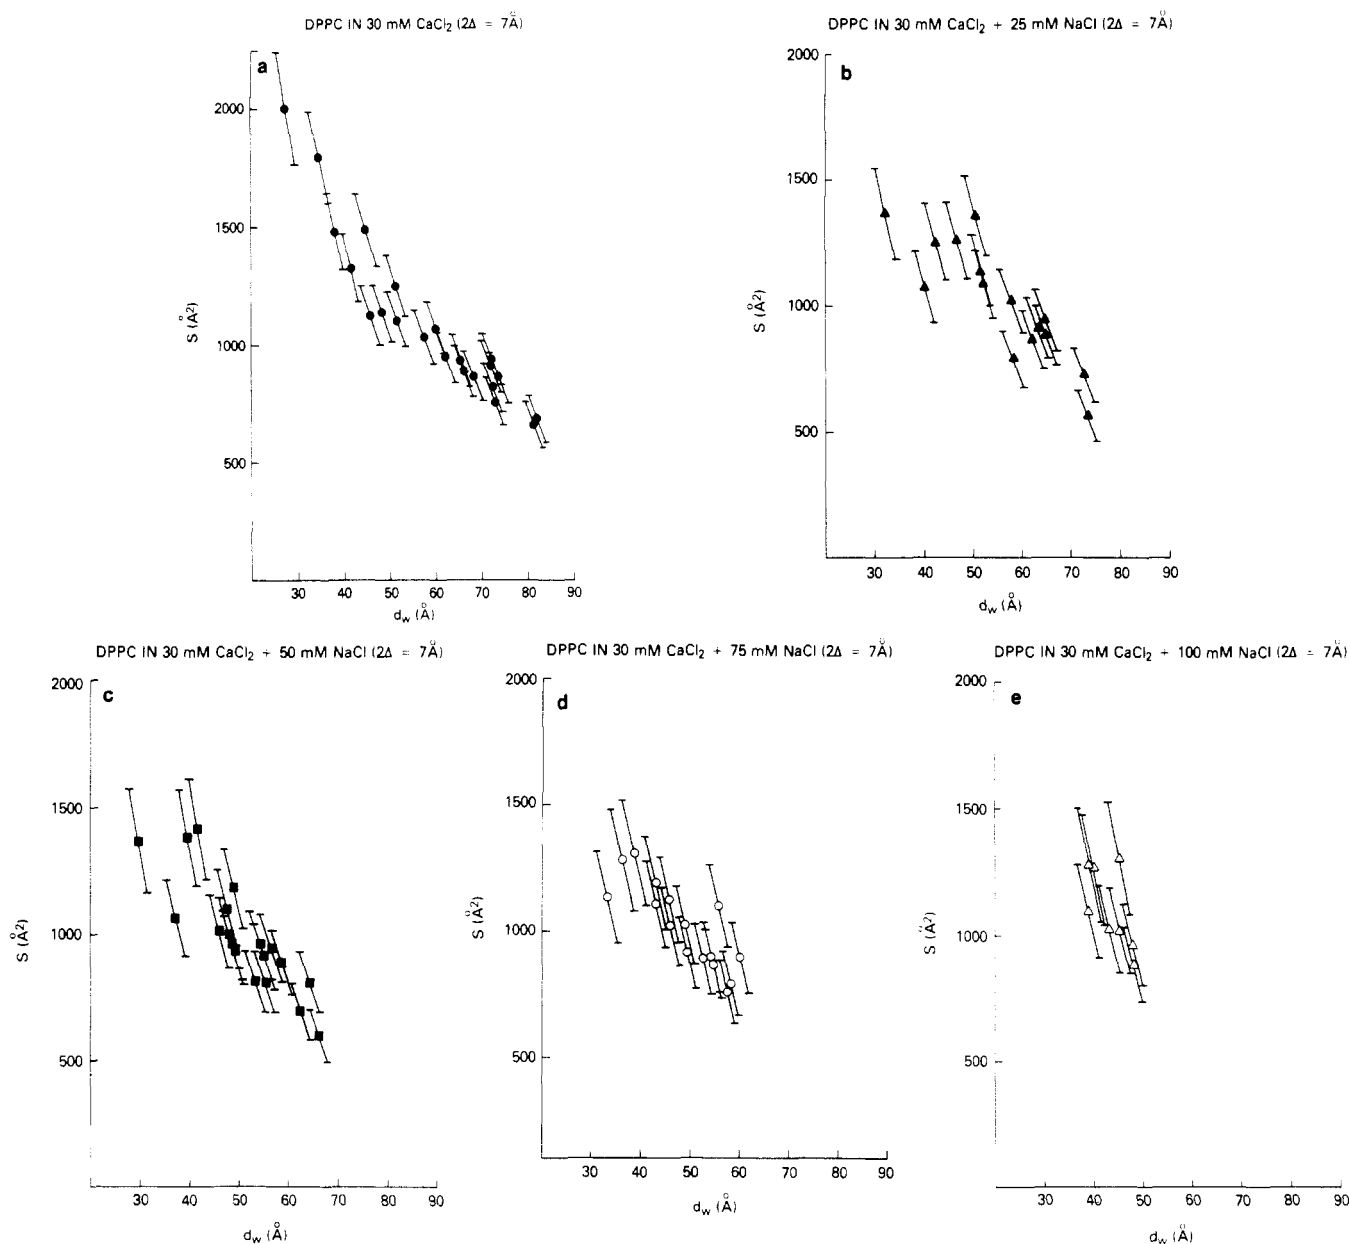 DPPC IN 30 mM CaCl₂ (2Δ = 7Å)
a
2000
1500
1000
500
S (Å²)
30 40 50 60 70 80 90
d_w (Å)
DPPC IN 30 mM CaCl₂ + 25 mM NaCl (2Δ = 7Å)
b
2000
1500
1000
500
S (Å²)
30 40 50 60 70 80 90
d_w (Å)
DPPC IN 30 mM CaCl₂ + 50 mM NaCl (2Δ = 7Å)
c
2000
1500
1000
500
S (Å²)
30 40 50 60 70 80 90
d_w (Å)
DPPC IN 30 mM CaCl₂ + 75 mM NaCl (2Δ = 7Å)
d
2000
1500
1000
500
S (Å²)
30 40 50 60 70 80 90
d_w (Å)
DPPC IN 30 mM CaCl₂ + 100 mM NaCl (2Δ = 7Å)
e
2000
1500
1000
500
S (Å²)
30 40 50 60 70 80 90
d_w (Å)